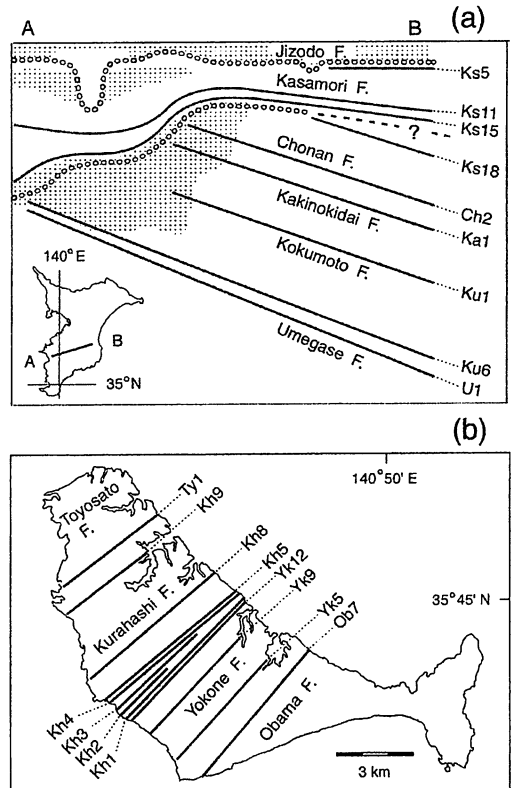 A
B
(a)
Jizodo F.
Kasamori F.
Ks5
Ks11
Ks15
?
Ks18
Chonan F.
Ch2
Kakinokidai F.
Ka1
Kokumoto F.
Ku1
Umegase F.
Ku6
U1
140° E
A
B
35° N
(b)
140° 50' E
Toyosato
F.
Ty1
Kh9
Kh8
Kh5
Yk12
Yk9
Yk5
Ob7
35° 45' N
Kurahashi F.
Yokone F.
Obama F.
Kh4
Kh3
Kh2
Kh1
3 km